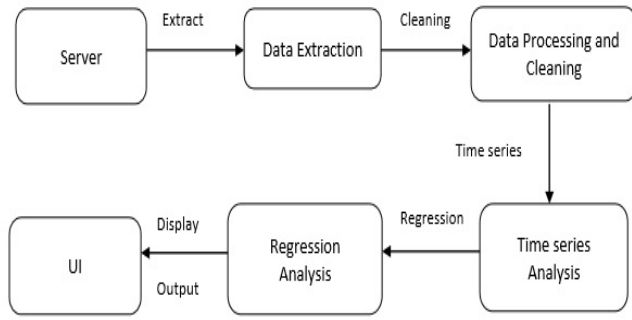 Extract
Cleaning
Server
Data Extraction
Data Processing and
Cleaning
Time series
Display
Regression
UI
Regression
Analysis
Time series
Analysis
Output